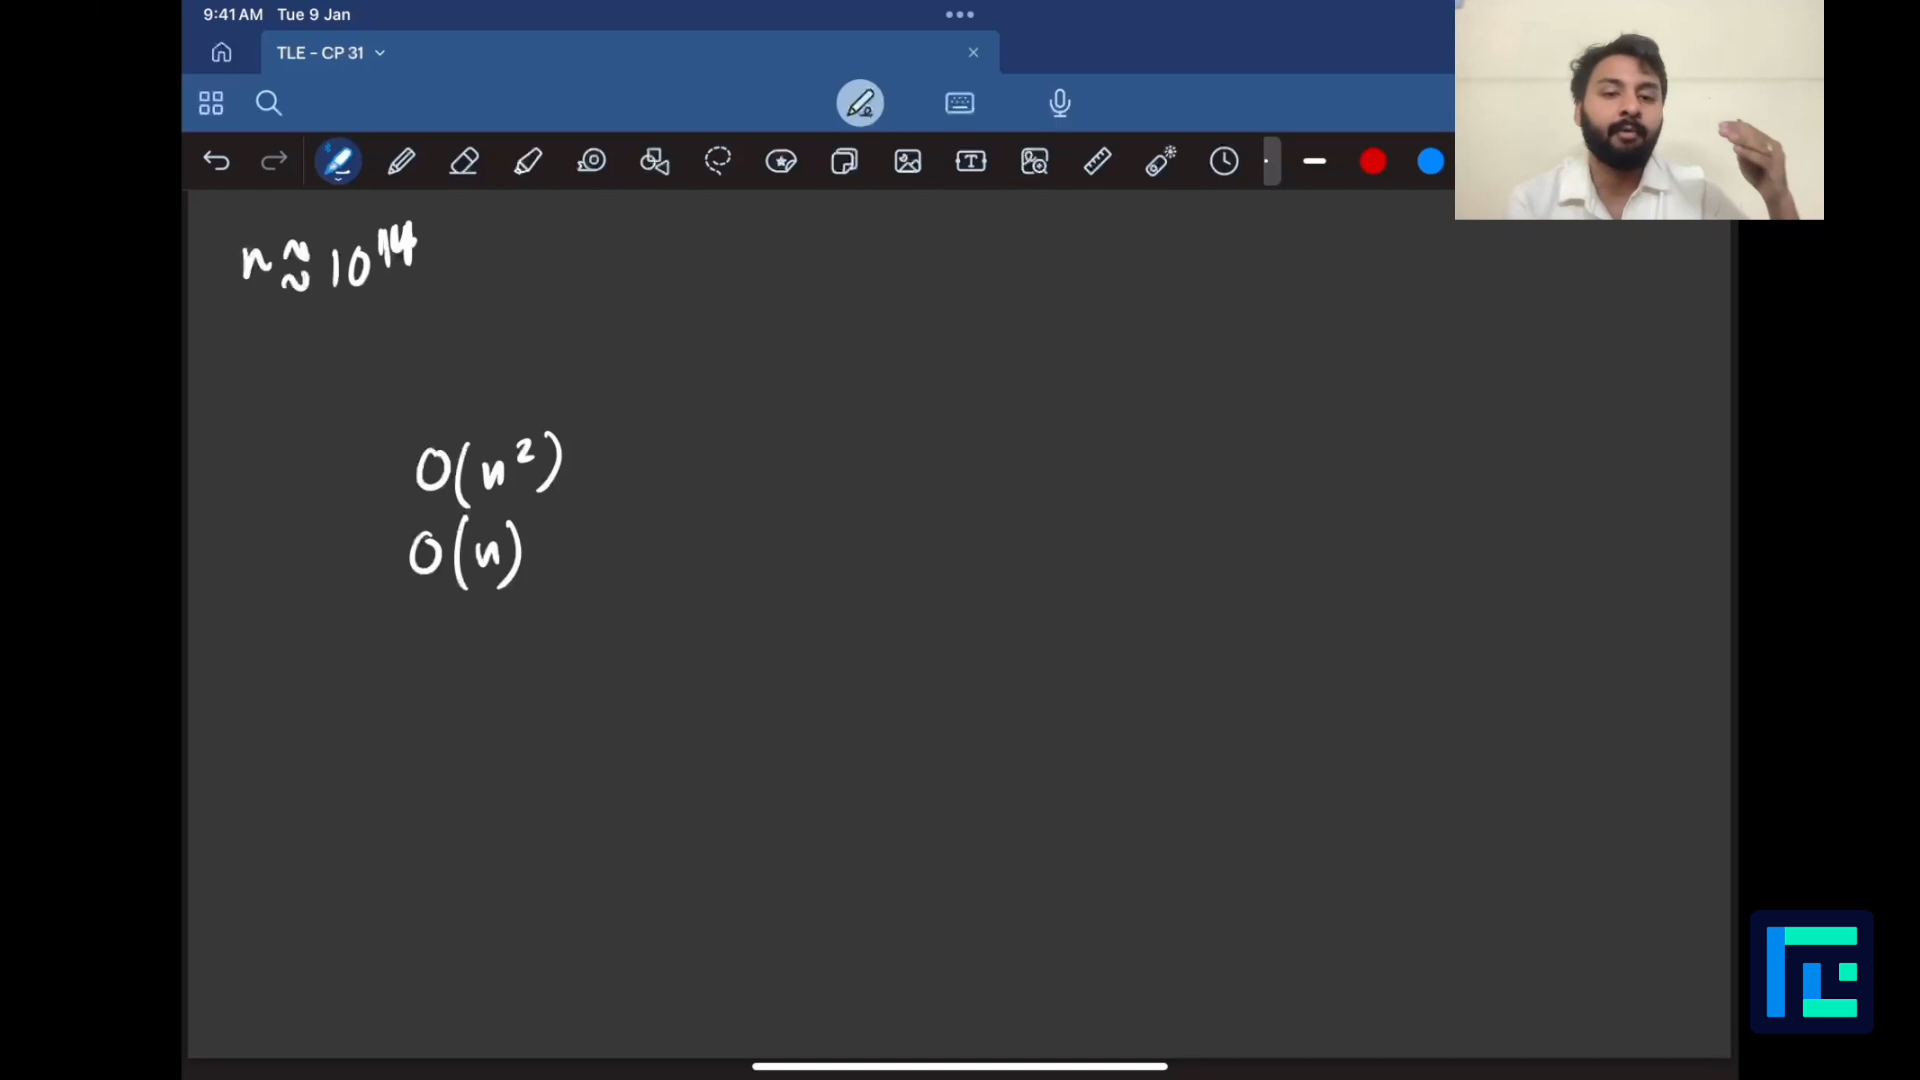 9:41 AM Tue 9 Jan
TLE - CP 31
n ≈ 10¹⁴
O(n²)
O(n)